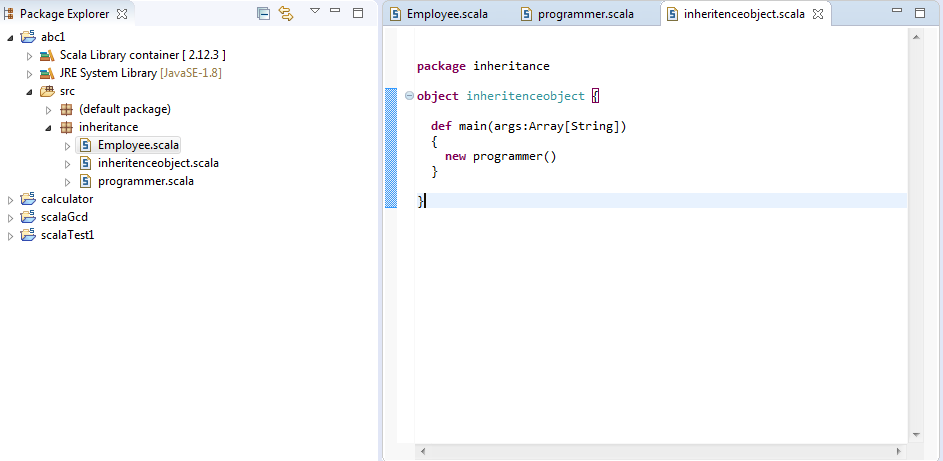 Package Explorer
abc1
Scala Library container [ 2.12.3 ]
JRE System Library [JavaSE-1.8]
src
(default package)
inheritance
Employee.scala
inheritenceobject.scala
programmer.scala
calculator
scalaGcd
scalaTest1
Employee.scala programmer.scala inheritenceobject.scala
package inheritance
object inheritenceobject {
def main(args:Array[String])
{
new programmer()
}
}